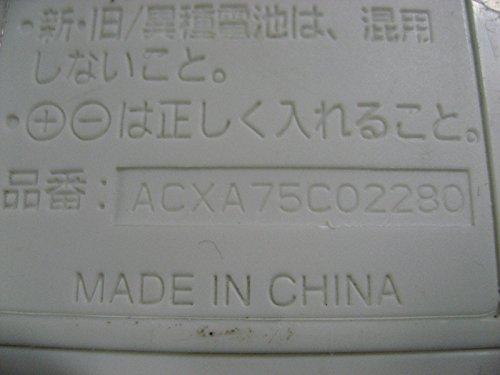 ・新・旧/異種電池は、混用
しないこと。
・⊕⊖は正しく入れること。
品番: ACXA75C02280
MADE IN CHINA